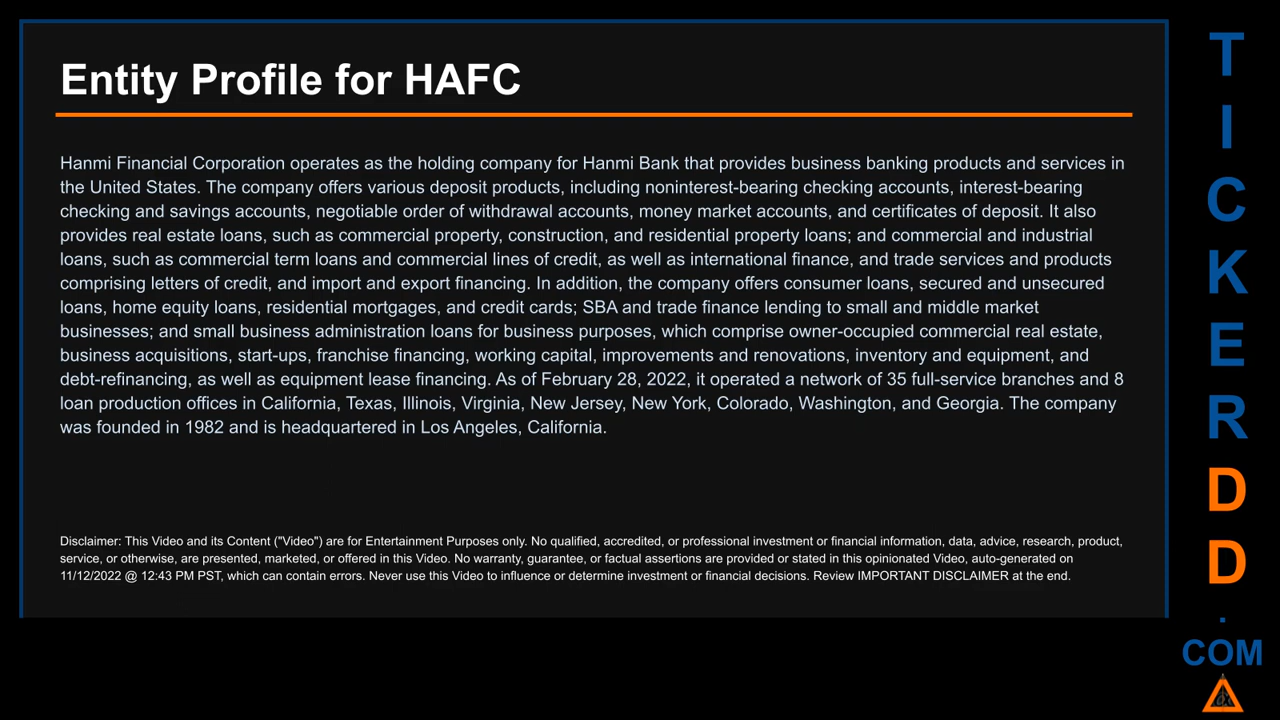 Entity Profile for HAFC
Hanmi Financial Corporation operates as the holding company for Hanmi Bank that provides business banking products and services in
the United States. The company offers various deposit products, including noninterest-bearing checking accounts, interest-bearing
checking and savings accounts, negotiable order of withdrawal accounts, money market accounts, and certificates of deposit. It also
provides real estate loans, such as commercial property, construction, and residential property loans; and commercial and industrial
loans, such as commercial term loans and commercial lines of credit, as well as international finance, and trade services and products
comprising letters of credit, and import and export financing. In addition, the company offers consumer loans, secured and unsecured
loans, home equity loans, residential mortgages, and credit cards; SBA and trade finance lending to small and middle market
businesses; and small business administration loans for business purposes, which comprise owner-occupied commercial real estate,
business acquisitions, start-ups, franchise financing, working capital, improvements and renovations, inventory and equipment, and
debt-refinancing, as well as equipment lease financing. As of February 28, 2022, it operated a network of 35 full-service branches and 8
loan production offices in California, Texas, Illinois, Virginia, New Jersey, New York, Colorado, Washington, and Georgia. The company
was founded in 1982 and is headquartered in Los Angeles, California.
Disclaimer: This Video and its Content ("Video") are for Entertainment Purposes only. No qualified, accredited, or professional investment or financial information, data, advice, research, product,
service, or otherwise, are presented, marketed, or offered in this Video. No warranty, guarantee, or factual assertions are provided or stated in this opinionated Video, auto-generated on
11/12/2022 @ 12:43 PM PST, which can contain errors. Never use this Video to influence or determine investment or financial decisions. Review IMPORTANT DISCLAIMER at the end.
T
I
C
K
E
R
D
D
.
COM